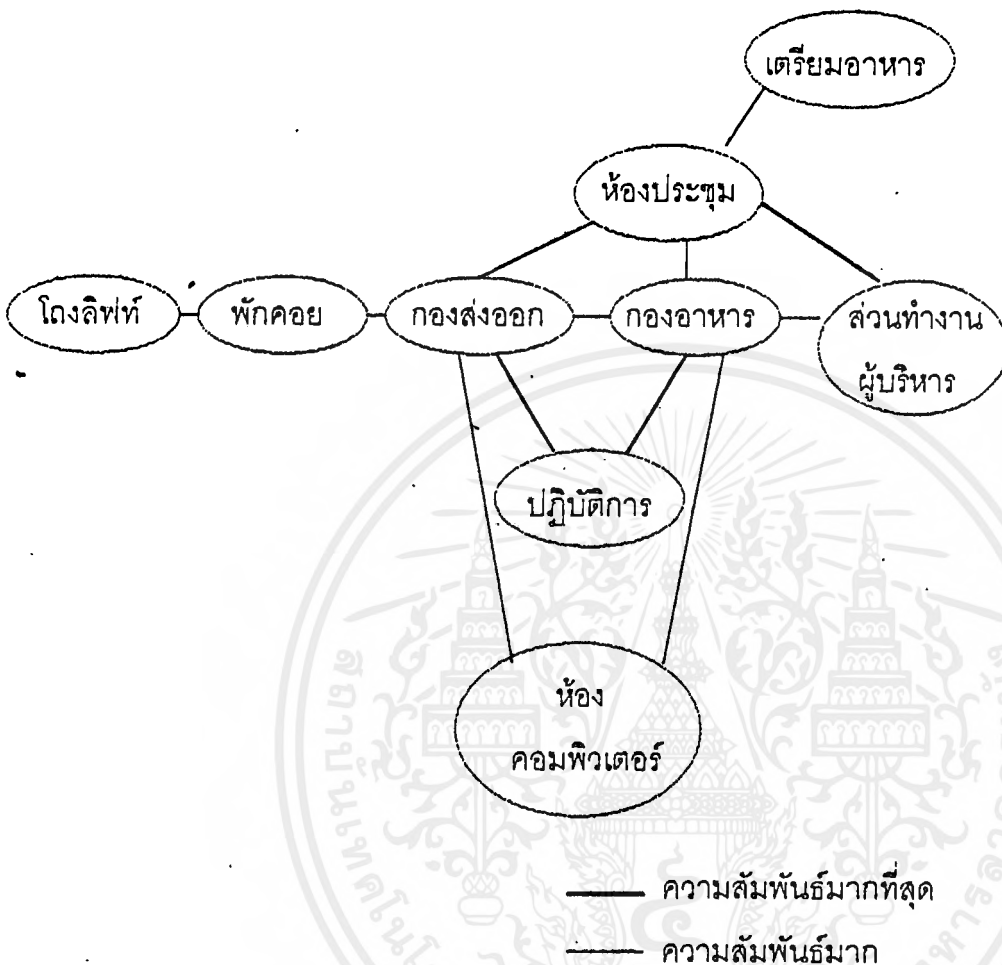 เตรียมอาหาร
ห้องประชุม
โถงลิฟท์
พักคอย
กองส่งออก
กองอาหาร
ส่วนทำงาน
ผู้บริหาร
ปฏิบัติการ
ห้อง
คอมพิวเตอร์
ความสัมพันธ์มากที่สุด
ความสัมพันธ์มาก